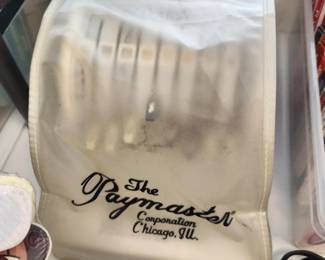 The
Paymaster
Corporation
Chicago, Ill.